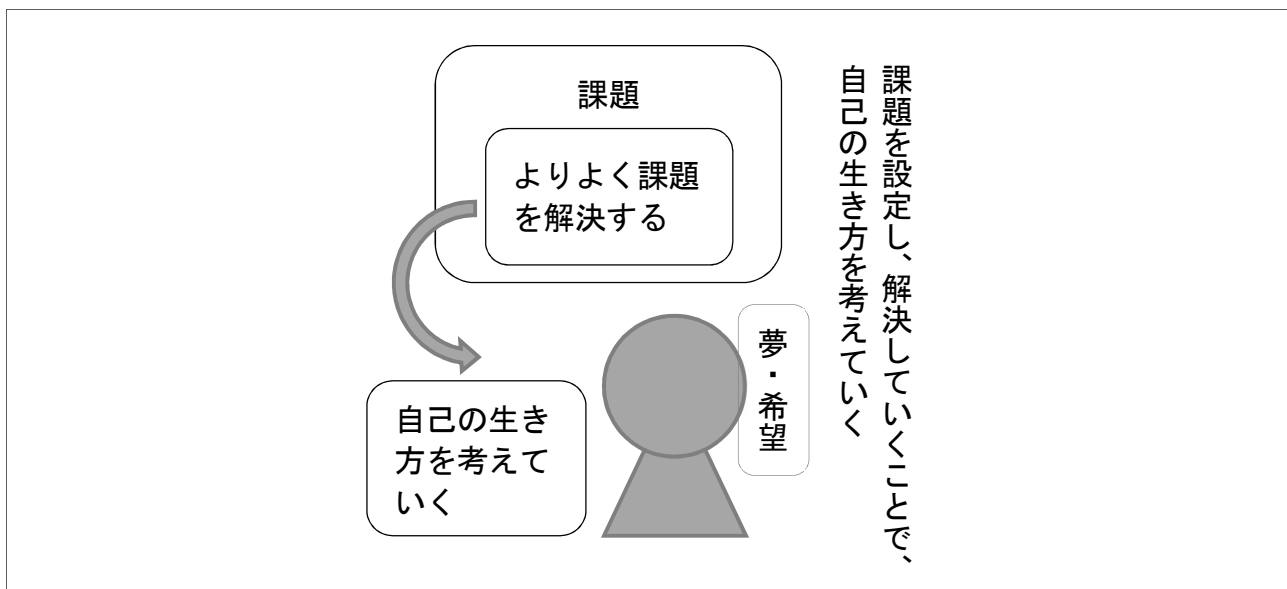 課題
よりよく課題
を解決する
課題を設定し、解決していくことで、
自己の生き方を考えていく
夢・希望
自己の生き
方を考えて
いく